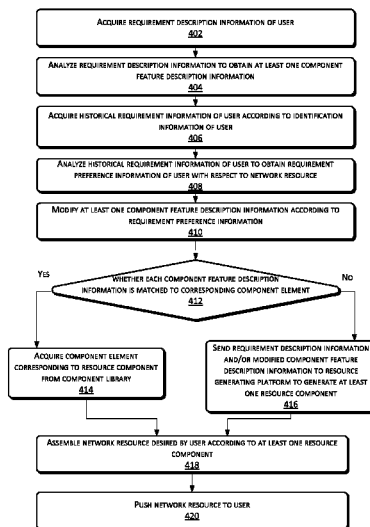 ACQUIRE REQUIREMENT DESCRIPTION INFORMATION OF USER
402
ANALYZE REQUIREMENT DESCRIPTION INFORMATION TO OBTAIN AT LEAST ONE COMPONENT
FEATURE DESCRIPTION INFORMATION
404
ACQUIRE HISTORICAL REQUIREMENT INFORMATION OF USER ACCORDING TO IDENTIFICATION
INFORMATION OF USER
406
ANALYZE HISTORICAL REQUIREMENT INFORMATION OF USER TO OBTAIN REQUIREMENT
PREFERENCE INFORMATION OF USER WITH RESPECT TO NETWORK RESOURCE
408
MODIFY AT LEAST ONE COMPONENT FEATURE DESCRIPTION INFORMATION ACCORDING TO
REQUIREMENT PREFERENCE INFORMATION
410
WHETHER EACH COMPONENT FEATURE DESCRIPTION
INFORMATION IS MATCHED TO CORRESPONDING COMPONENT ELEMENT
412
YES
NO
ACQUIRE COMPONENT ELEMENT
CORRESPONDING TO RESOURCE COMPONENT
FROM COMPONENT LIBRARY
414
SEND REQUIREMENT DESCRIPTION INFORMATION
AND/OR MODIFIED COMPONENT FEATURE
DESCRIPTION INFORMATION TO RESOURCE
GENERATING PLATFORM TO GENERATE AT LEAST
ONE RESOURCE COMPONENT
416
ASSEMBLE NETWORK RESOURCE DESIRED BY USER ACCORDING TO AT LEAST ONE RESOURCE
COMPONENT
418
PUSH NETWORK RESOURCE TO USER
420